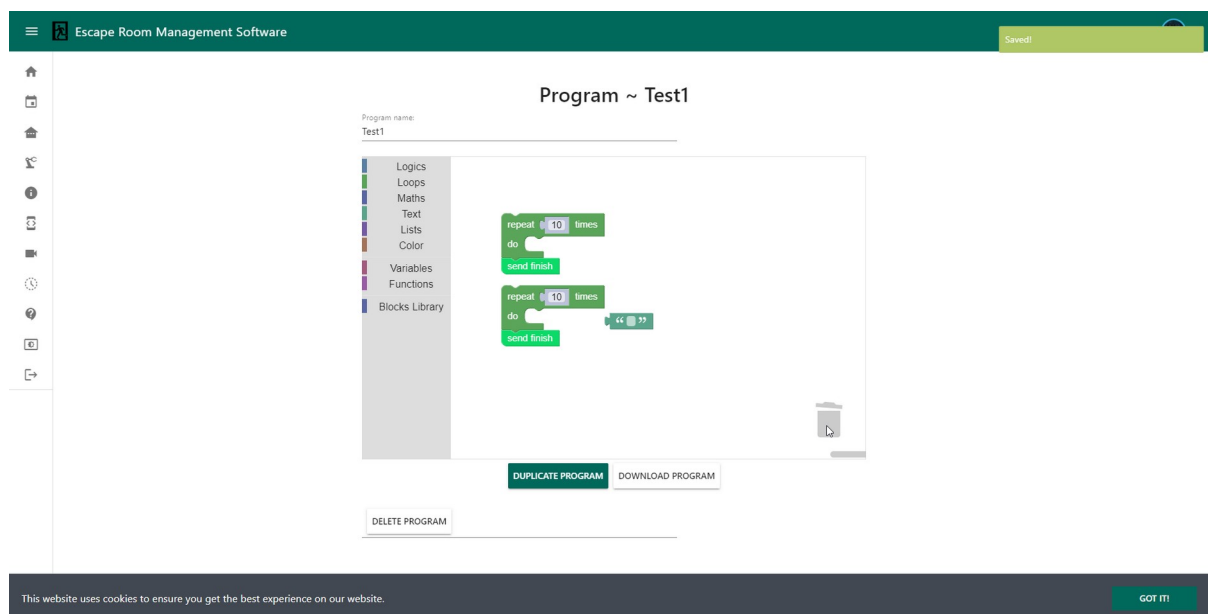 Escape Room Management Software
Saved!
Program ~ Test1
Program name:
Test1
Logics
Loops
Maths
Text
Lists
Color
Variables
Functions
Blocks Library
repeat 10 times
do
send finish
repeat 10 times
do
“ ”
send finish
DUPLICATE PROGRAM DOWNLOAD PROGRAM
DELETE PROGRAM
This website uses cookies to ensure you get the best experience on our website. GOT IT!